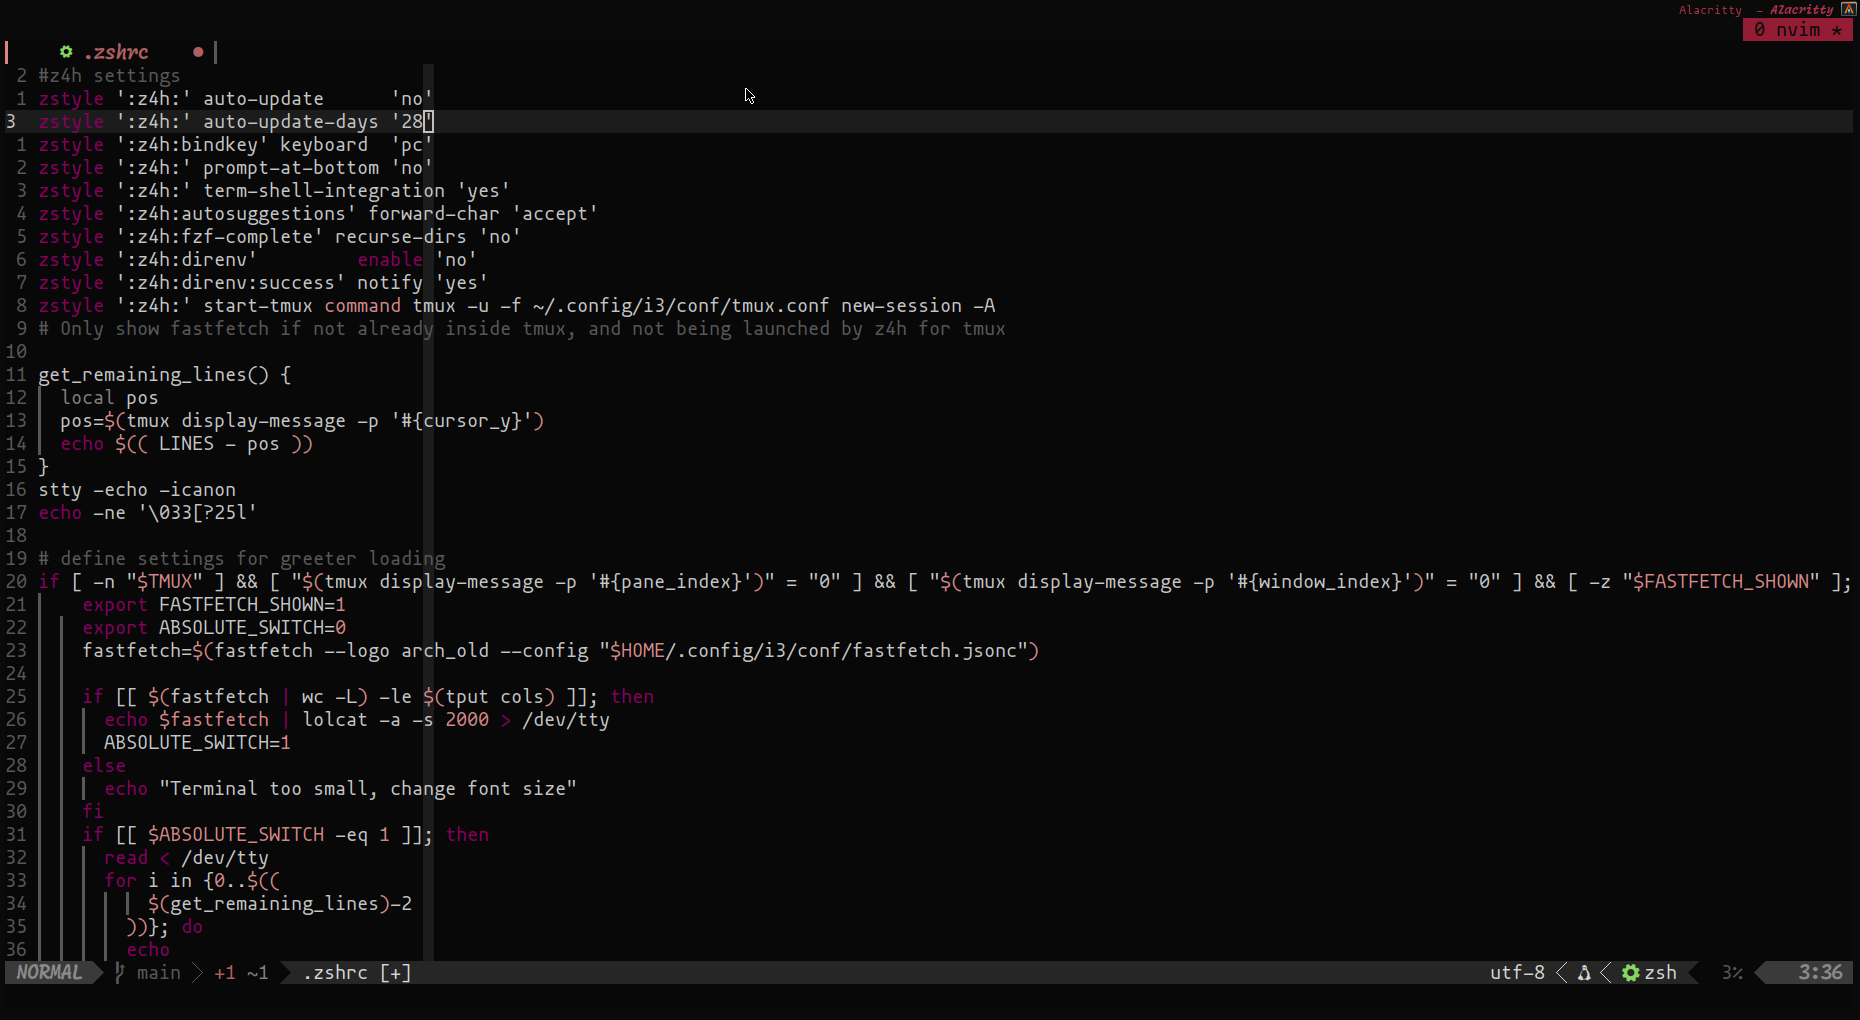 Alacritty - Alacritty
0 nvim *
.zshrc
2 #z4h settings
1 zstyle ':z4h:' auto-update      'no'
3 zstyle ':z4h:' auto-update-days '28'
1 zstyle ':z4h:bindkey' keyboard  'pc'
2 zstyle ':z4h:' prompt-at-bottom 'no'
3 zstyle ':z4h:' term-shell-integration 'yes'
4 zstyle ':z4h:autosuggestions' forward-char 'accept'
5 zstyle ':z4h:fzf-complete' recurse-dirs 'no'
6 zstyle ':z4h:direnv'         enable 'no'
7 zstyle ':z4h:direnv:success' notify 'yes'
8 zstyle ':z4h:' start-tmux command tmux -u -f ~/.config/i3/conf/tmux.conf new-session -A
9 # Only show fastfetch if not already inside tmux, and not being launched by z4h for tmux
10
11 get_remaining_lines() {
12   local pos
13   pos=$(tmux display-message -p '#{cursor_y}')
14   echo $(( LINES - pos ))
15 }
16 stty -echo -icanon
17 echo -ne '\033[?25l'
18
19 # define settings for greeter loading
20 if [ -n "$TMUX" ] && [ "$(tmux display-message -p '#{pane_index}')" = "0" ] && [ "$(tmux display-message -p '#{window_index}')" = "0" ] && [ -z "$FASTFETCH_SHOWN" ];
21     export FASTFETCH_SHOWN=1
22     export ABSOLUTE_SWITCH=0
23     fastfetch=$(fastfetch --logo arch_old --config "$HOME/.config/i3/conf/fastfetch.jsonc")
24
25     if [[ $(fastfetch | wc -L) -le $(tput cols) ]]; then
26       echo $fastfetch | lolcat -a -s 2000 > /dev/tty
27       ABSOLUTE_SWITCH=1
28     else
29       echo "Terminal too small, change font size"
30     fi
31     if [[ $ABSOLUTE_SWITCH -eq 1 ]]; then
32       read < /dev/tty
33       for i in {0..$((
34           $(get_remaining_lines)-2
35         ))}; do
36         echo
NORMAL main +1 ~1 .zshrc [+] utf-8 zsh 3% 3:36